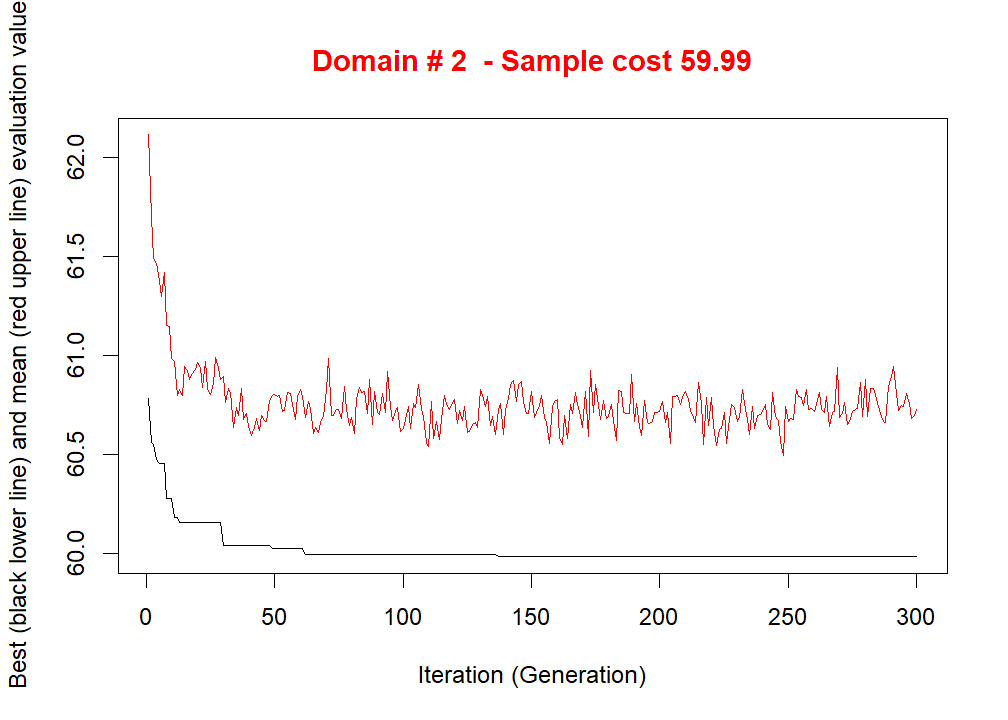 Domain # 2  - Sample cost 59.99
Best (black lower line) and mean (red upper line) evaluation value
62.0
61.5
61.0
60.5
60.0
0 50 100 150 200 250 300
Iteration (Generation)